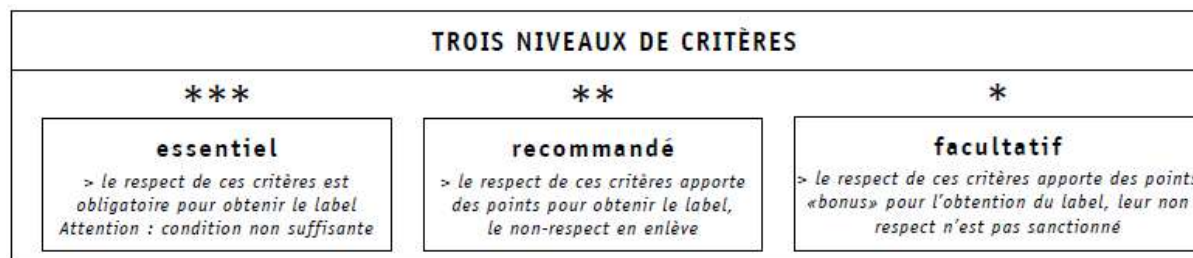 TROIS NIVEAUX DE CRITÈRES
***
essentiel
> le respect de ces critères est
obligatoire pour obtenir le label
Attention : condition non suffisante
**
recommandé
> le respect de ces critères apporte
des points pour obtenir le label,
le non-respect en enlève
*
facultatif
> le respect de ces critères apporte des points
«bonus» pour l'obtention du label, leur non
respect n'est pas sanctionné